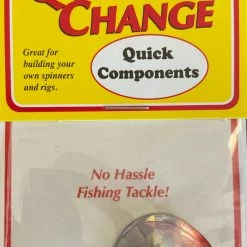 CHANGE
Great for
building your
own spinners
and rigs.
Quick
Components
No Hassle
Fishing Tackle!